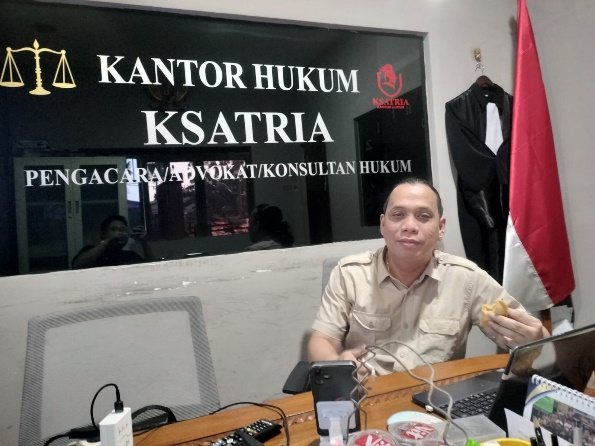 KANTOR HUKUM
KSATRIA
KSATRIA
PENGACARA/ADVOKAT/KONSULTAN HUKUM